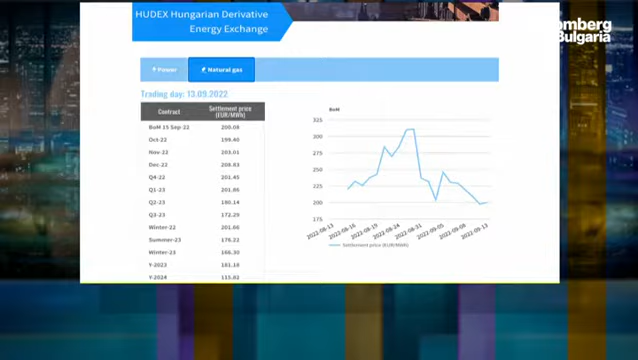 HUDEX Hungarian Derivative
Energy Exchange
omberg
Bulgaria
Power
Natural gas
Trading day: 13.09.2022
Contract Settlement price
(EUR/MWh)
BoM 15 Sep-22 200.08
Oct-22 199.40
Nov-22 203.01
Dec-22 208.83
Q4-22 201.45
Q1-23 201.86
Q2-23 180.14
Q3-23 172.29
Winter-22 201.66
Summer-23 176.22
Winter-23 166.30
Y-2023 181.18
Y-2024 115.82
BoM
325
300
275
250
225
200
175
2022-08-13
2022-08-16
2022-08-19
2022-08-24
2022-08-31
2022-09-05
2022-09-08
2022-09-13
Settlement price (EUR/MWh)